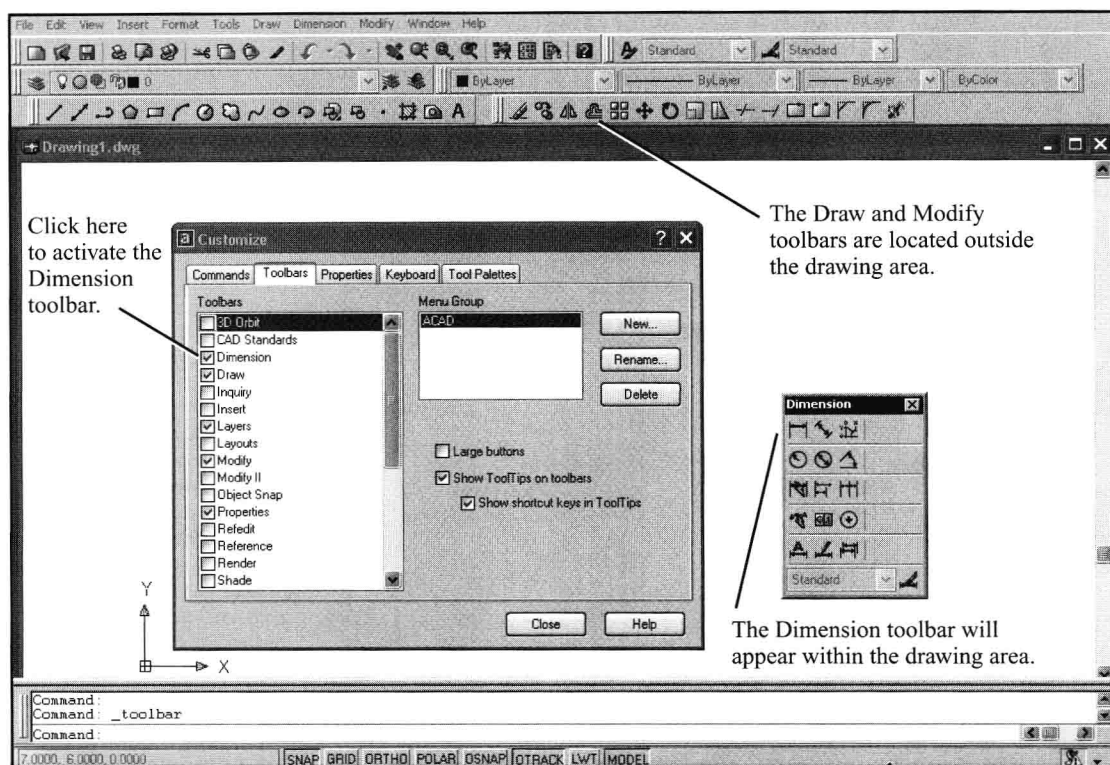 File Edit View Insert Format Tools Draw Dimension Modify Window Help
Standard Standard
0 ByLayer ByLayer ByLayer ByColor
A
Drawing1.dwg
Click here
to activate the
Dimension
toolbar.
The Draw and Modify
toolbars are located outside
the drawing area.
Customize
Commands Toolbars Properties Keyboard Tool Palettes
Toolbars
3D Orbit
CAD Standards
Dimension
Draw
Inquiry
Insert
Layers
Layouts
Modify
Modify II
Object Snap
Properties
Refedit
Reference
Render
Shade
Menu Group
ACAD
New...
Rename...
Delete
Large buttons
Show ToolTips on toolbars
Show shortcut keys in ToolTips
Close Help
Dimension
Standard
The Dimension toolbar will
appear within the drawing area.
Y
X
Command:
Command: _toolbar
Command:
7.0000, 6.0000, 0.0000 SNAP GRID ORTHO POLAR OSNAP OTRACK LWT MODEL